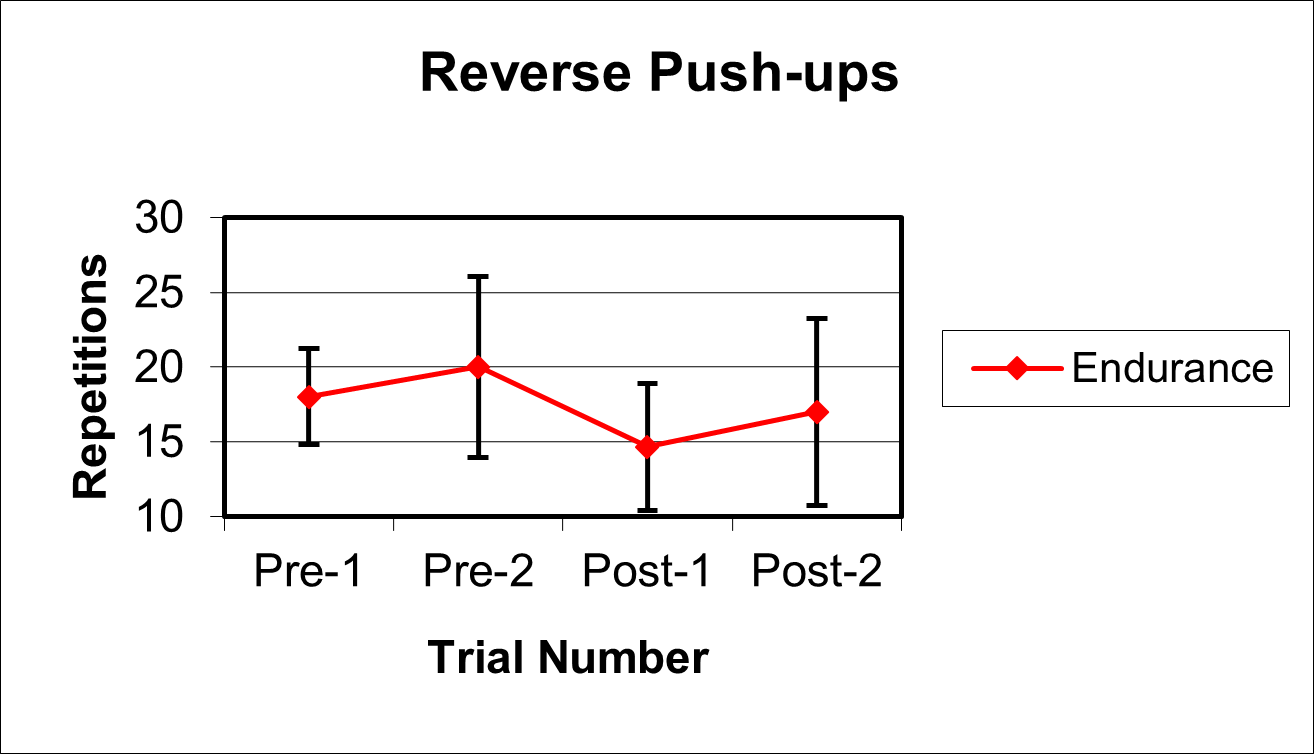 Reverse Push-ups
30
25
20
15
10
Repetitions
Pre-1 Pre-2 Post-1 Post-2
Trial Number
Endurance